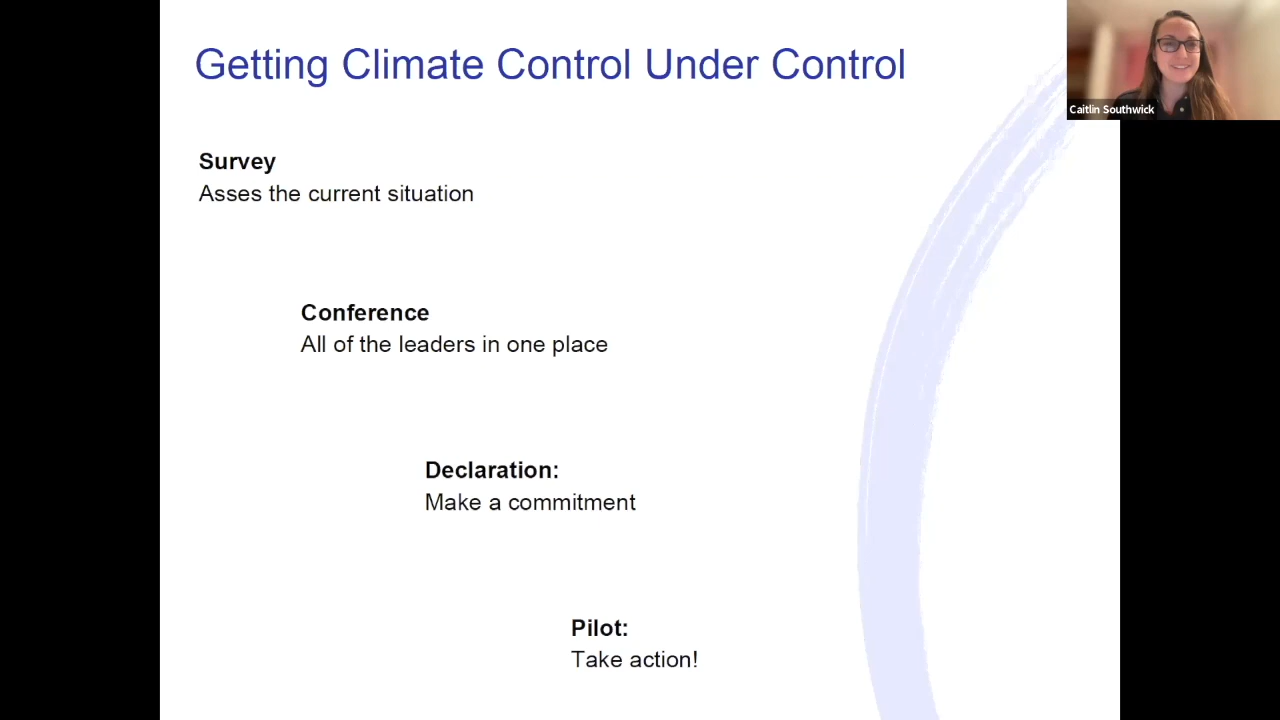 Getting Climate Control Under Control
Caitlin Southwick
Survey
Asses the current situation
Conference
All of the leaders in one place
Declaration:
Make a commitment
Pilot:
Take action!